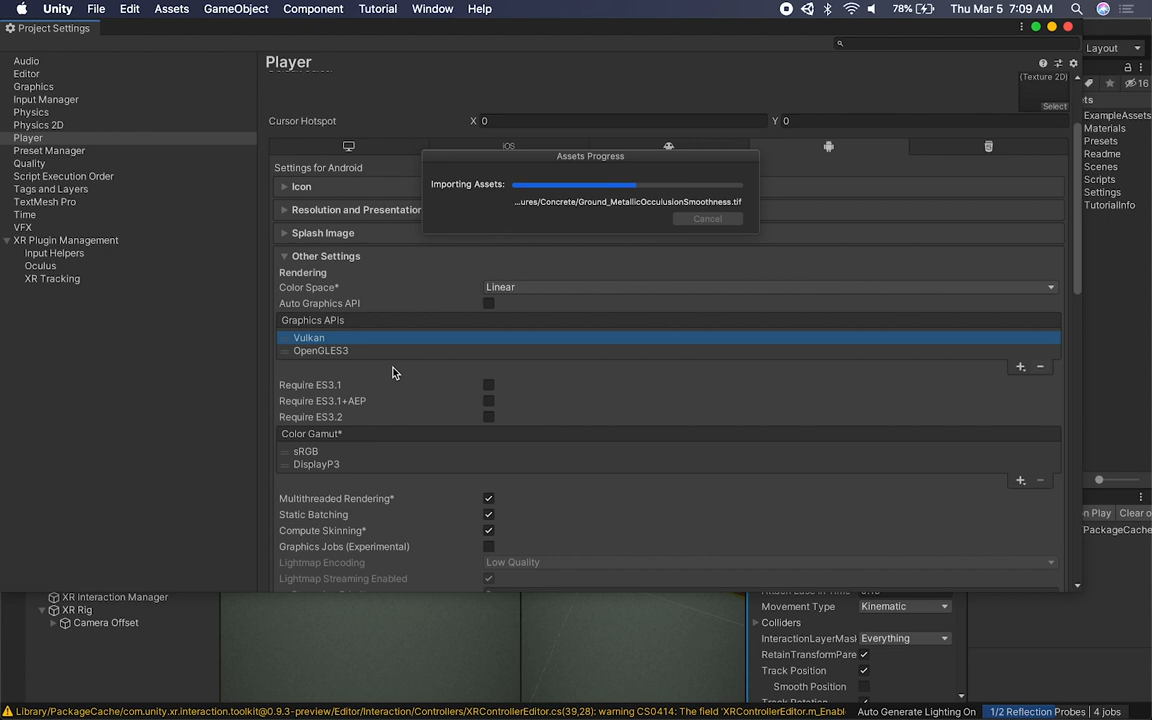 Unity File Edit Assets GameObject Component Tutorial Window Help 78% Thu Mar 5 7:09 AM
Project Settings
Layout
Audio
Editor
Graphics
Input Manager
Physics
Physics 2D
Player
Preset Manager
Quality
Script Execution Order
Tags and Layers
TextMesh Pro
Time
VFX
XR Plugin Management
Input Helpers
Oculus
XR Tracking
Player
(Texture 2D)
Select
Cursor Hotspot X 0 Y 0
iOS
Settings for Android
Icon
Resolution and Presentation
Splash Image
Other Settings
Rendering
Color Space* Linear
Auto Graphics API
Graphics APIs
Vulkan
OpenGLES3
Require ES3.1
Require ES3.1+AEP
Require ES3.2
Color Gamut*
sRGB
DisplayP3
Multithreaded Rendering*
Static Batching
Compute Skinning*
Graphics Jobs (Experimental)
Lightmap Encoding Low Quality
Lightmap Streaming Enabled
Assets Progress
Importing Assets:
...ures/Concrete/Ground_MetallicOcculusionSmoothness.tif
Cancel
16
ts
ExampleAssets
Materials
Presets
Readme
Scenes
Scripts
Settings
TutorialInfo
n Play Clear o
PackageCache
XR Interaction Manager
XR Rig
Camera Offset
Movement Type Kinematic
Colliders
InteractionLayerMask Everything
RetainTransformPare
Track Position
Smooth Position
Library/PackageCache/com.unity.xr.interaction.toolkit@0.9.3-preview/Editor/Interaction/Controllers/XRControllerEditor.cs(39,28): warning CS0414: The field 'XRControllerEditor.m_Enabl
Auto Generate Lighting On 1/2 Reflection Probes | 4 jobs